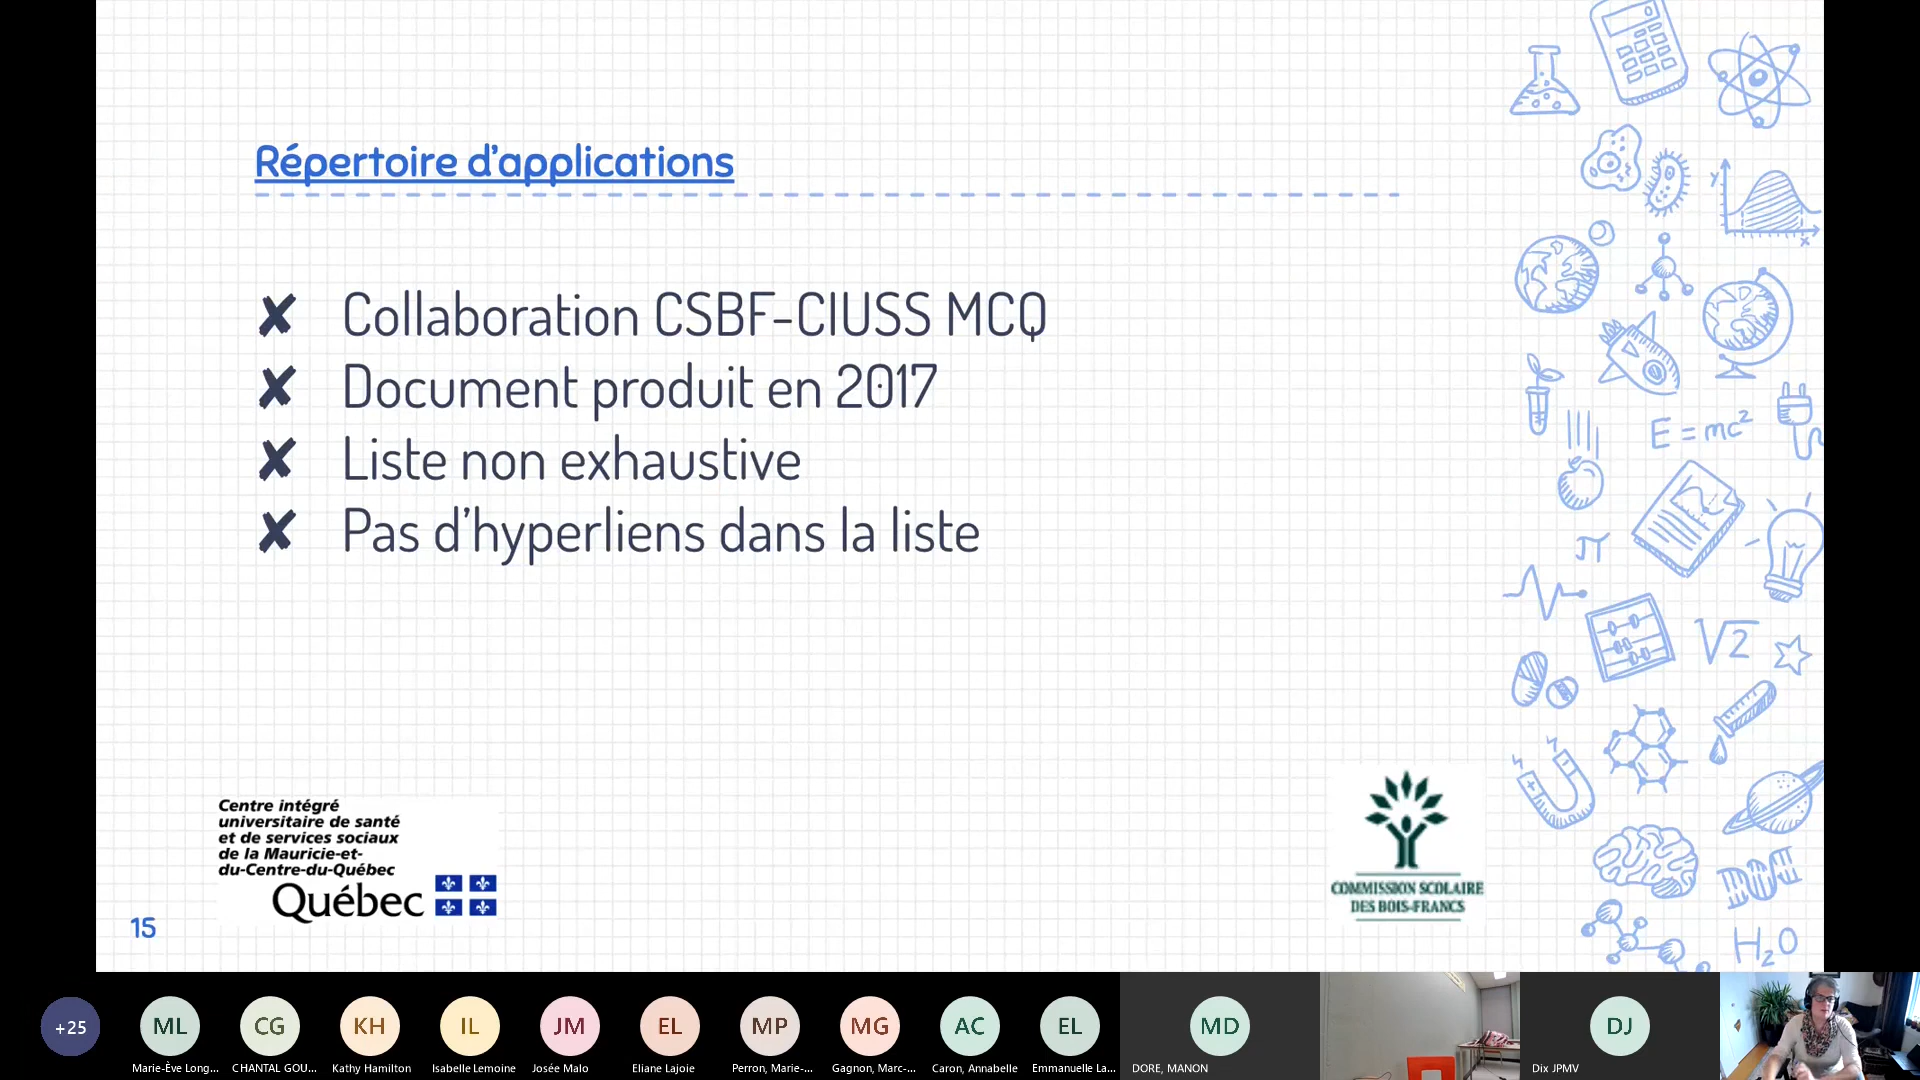 Répertoire d'applications
✘ Collaboration CSBF-CIUSS MCQ
✘ Document produit en 2017
✘ Liste non exhaustive
✘ Pas d'hyperliens dans la liste
Y
x
E = mc²
π
√2
H₂O
Centre intégré
universitaire de santé
et de services sociaux
de la Mauricie-et-
du-Centre-du-Québec
Québec
COMMISSION SCOLAIRE
DES BOIS-FRANCS
15
+25 ML CG KH IL JM EL MP MG AC EL MD DJ
Marie-Ève Long... CHANTAL GOU... Kathy Hamilton Isabelle Lemoine Josée Malo Eliane Lajoie Perron, Marie-... Gagnon, Marc-... Caron, Annabelle Emmanuelle La... DORE, MANON Dix JPMV